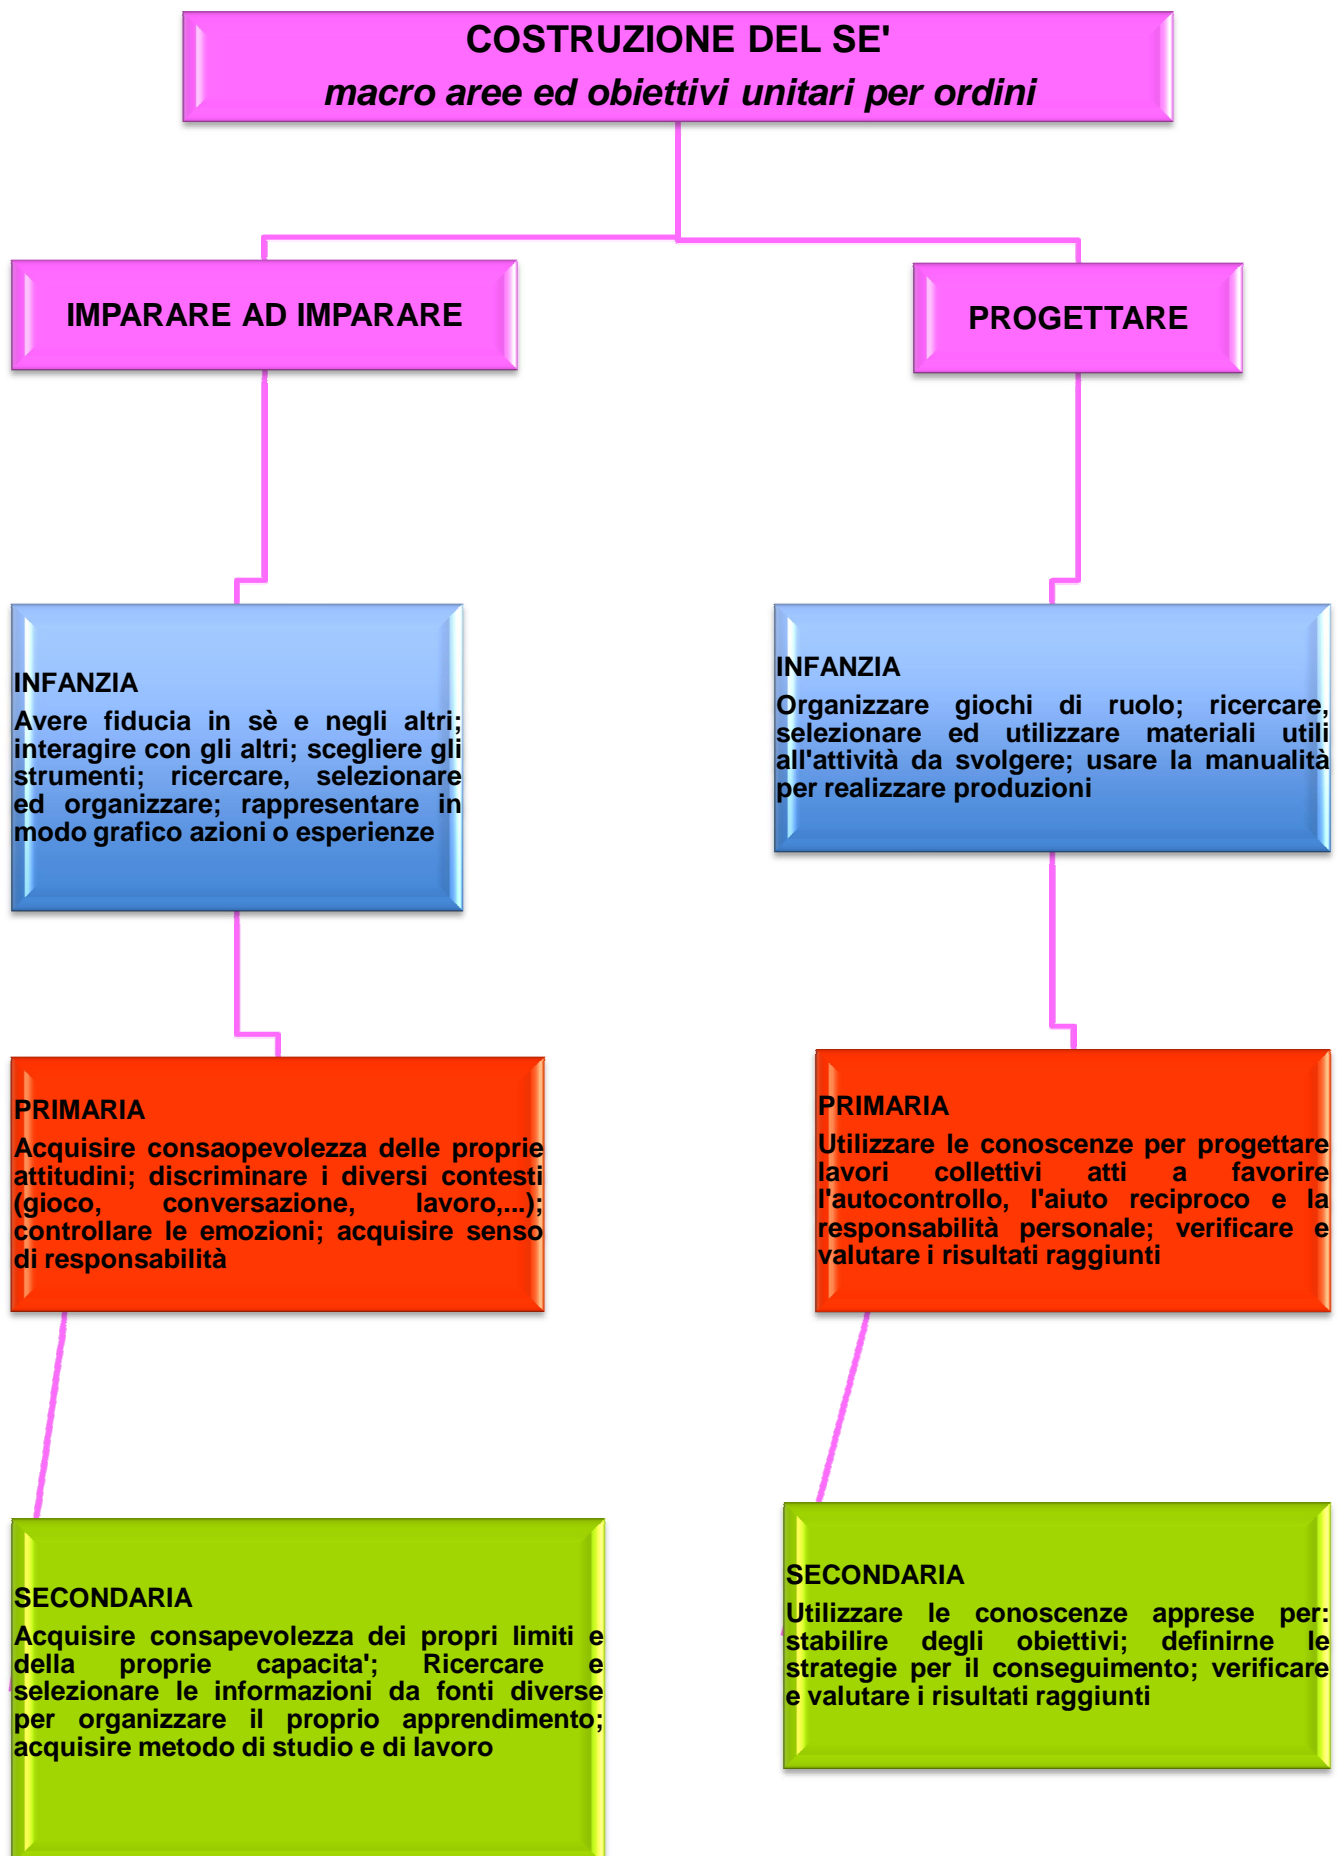 COSTRUZIONE DEL SE'
macro aree ed obiettivi unitari per ordini
IMPARARE AD IMPARARE
PROGETTARE
INFANZIA
Avere fiducia in sè e negli altri;
interagire con gli altri; scegliere gli
strumenti; ricercare, selezionare
ed organizzare; rappresentare in
modo grafico azioni o esperienze
INFANZIA
Organizzare giochi di ruolo; ricercare,
selezionare ed utilizzare materiali utili
all'attività da svolgere; usare la manualità
per realizzare produzioni
PRIMARIA
Acquisire consaopevolezza delle proprie
attitudini; discriminare i diversi contesti
(gioco, conversazione, lavoro,...);
controllare le emozioni; acquisire senso
di responsabilità
PRIMARIA
Utilizzare le conoscenze per progettare
lavori collettivi atti a favorire
l'autocontrollo, l'aiuto reciproco e la
responsabilità personale; verificare e
valutare i risultati raggiunti
SECONDARIA
Acquisire consapevolezza dei propri limiti e
della proprie capacita'; Ricercare e
selezionare le informazioni da fonti diverse
per organizzare il proprio apprendimento;
acquisire metodo di studio e di lavoro
SECONDARIA
Utilizzare le conoscenze apprese per:
stabilire degli obiettivi; definirne le
strategie per il conseguimento; verificare
e valutare i risultati raggiunti